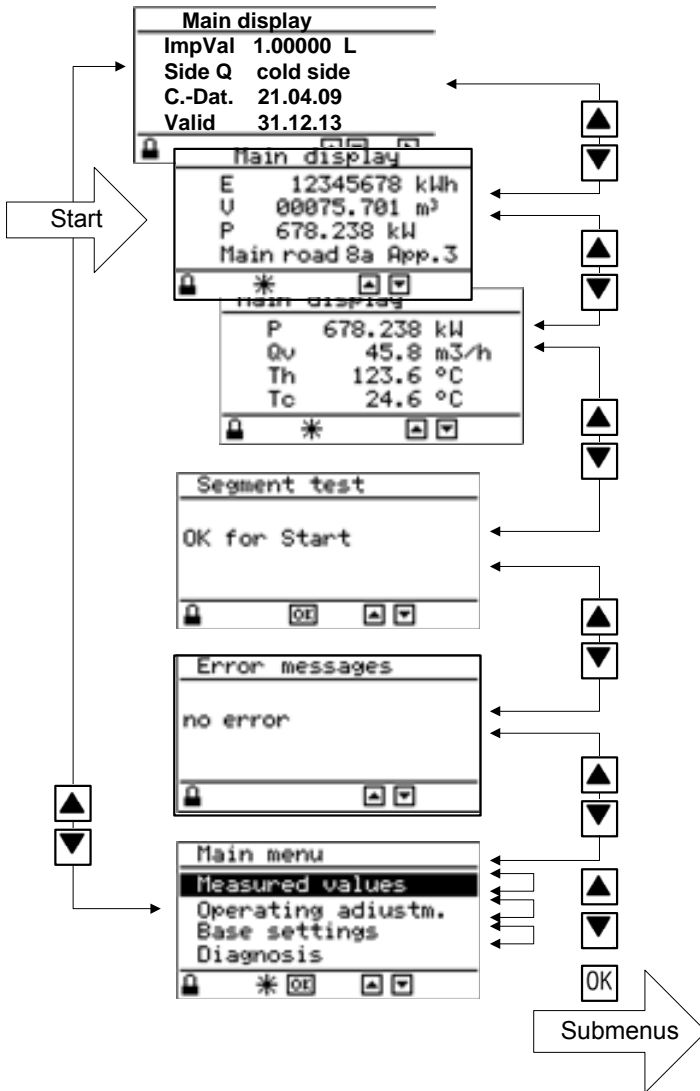 Main display
ImpVal 1.00000 L
Side Q cold side
C.-Dat. 21.04.09
Valid 31.12.13
Start
Main display
E 12345678 kWh
V 00075.701 m³
P 678.238 kW
Main road 8a App.3
Main display
P 678.238 kW
Qv 45.8 m3/h
Th 123.6 °C
Tc 24.6 °C
Segment test
OK for Start
OK
Error messages
no error
Main menu
Measured values
Operating adiustm.
Base settings
Diagnosis
OK
OK
Submenus